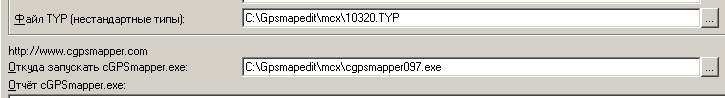 Файл TYP (нестандартные типы): C:\Gpsmapedit\mcx\10320.TYP ...
http://www.cgpsmapper.com
Откуда запускать cGPSmapper.exe: C:\Gpsmapedit\mcx\cgpsmapper097.exe ...
Отчёт cGPSmapper.exe: